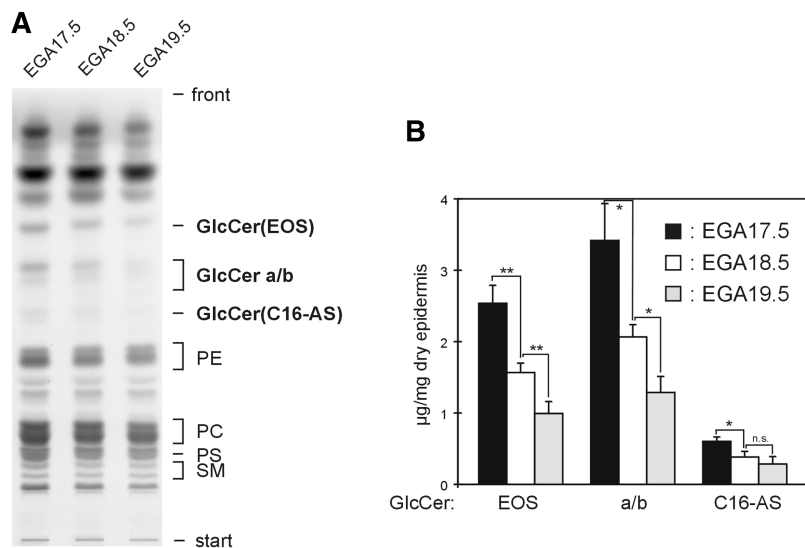 A
EGA17.5
EGA18.5
EGA19.5
– front
– GlcCer(EOS)
GlcCer a/b
– GlcCer(C16-AS)
PE
PC
– PS
SM
– start
B
µg/mg dry epidermis
4
3
2
1
0
** ** * * * n.s.
: EGA17.5
: EGA18.5
: EGA19.5
GlcCer: EOS a/b C16-AS